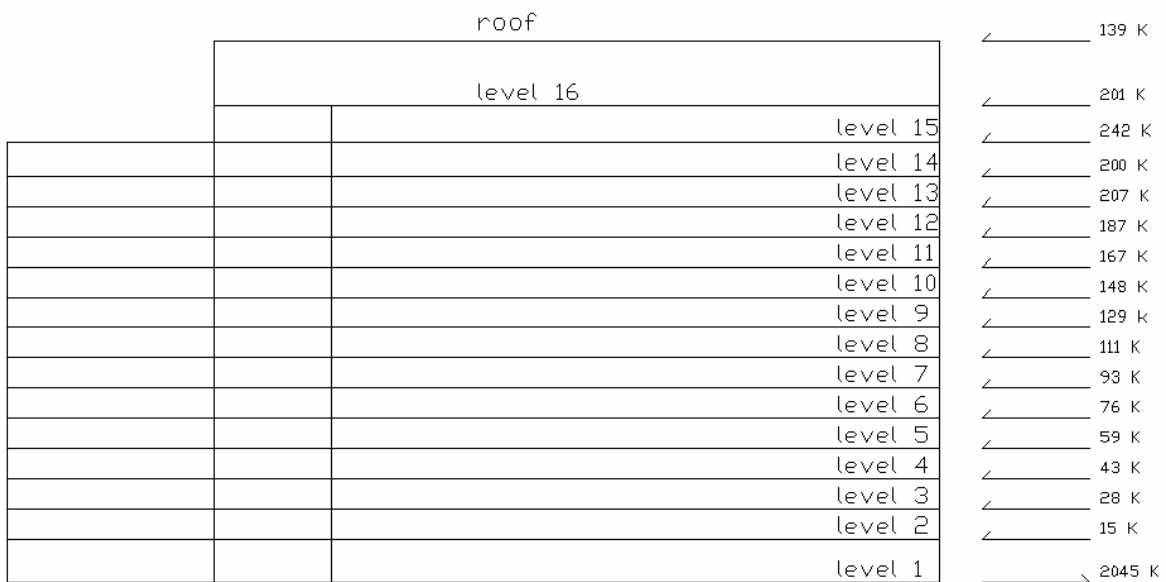 roof
139 K
level 16
201 K
level 15
242 K
level 14
200 K
level 13
207 K
level 12
187 K
level 11
167 K
level 10
148 K
level 9
129 k
level 8
111 K
level 7
93 K
level 6
76 K
level 5
59 K
level 4
43 K
level 3
28 K
level 2
15 K
level 1
2045 K